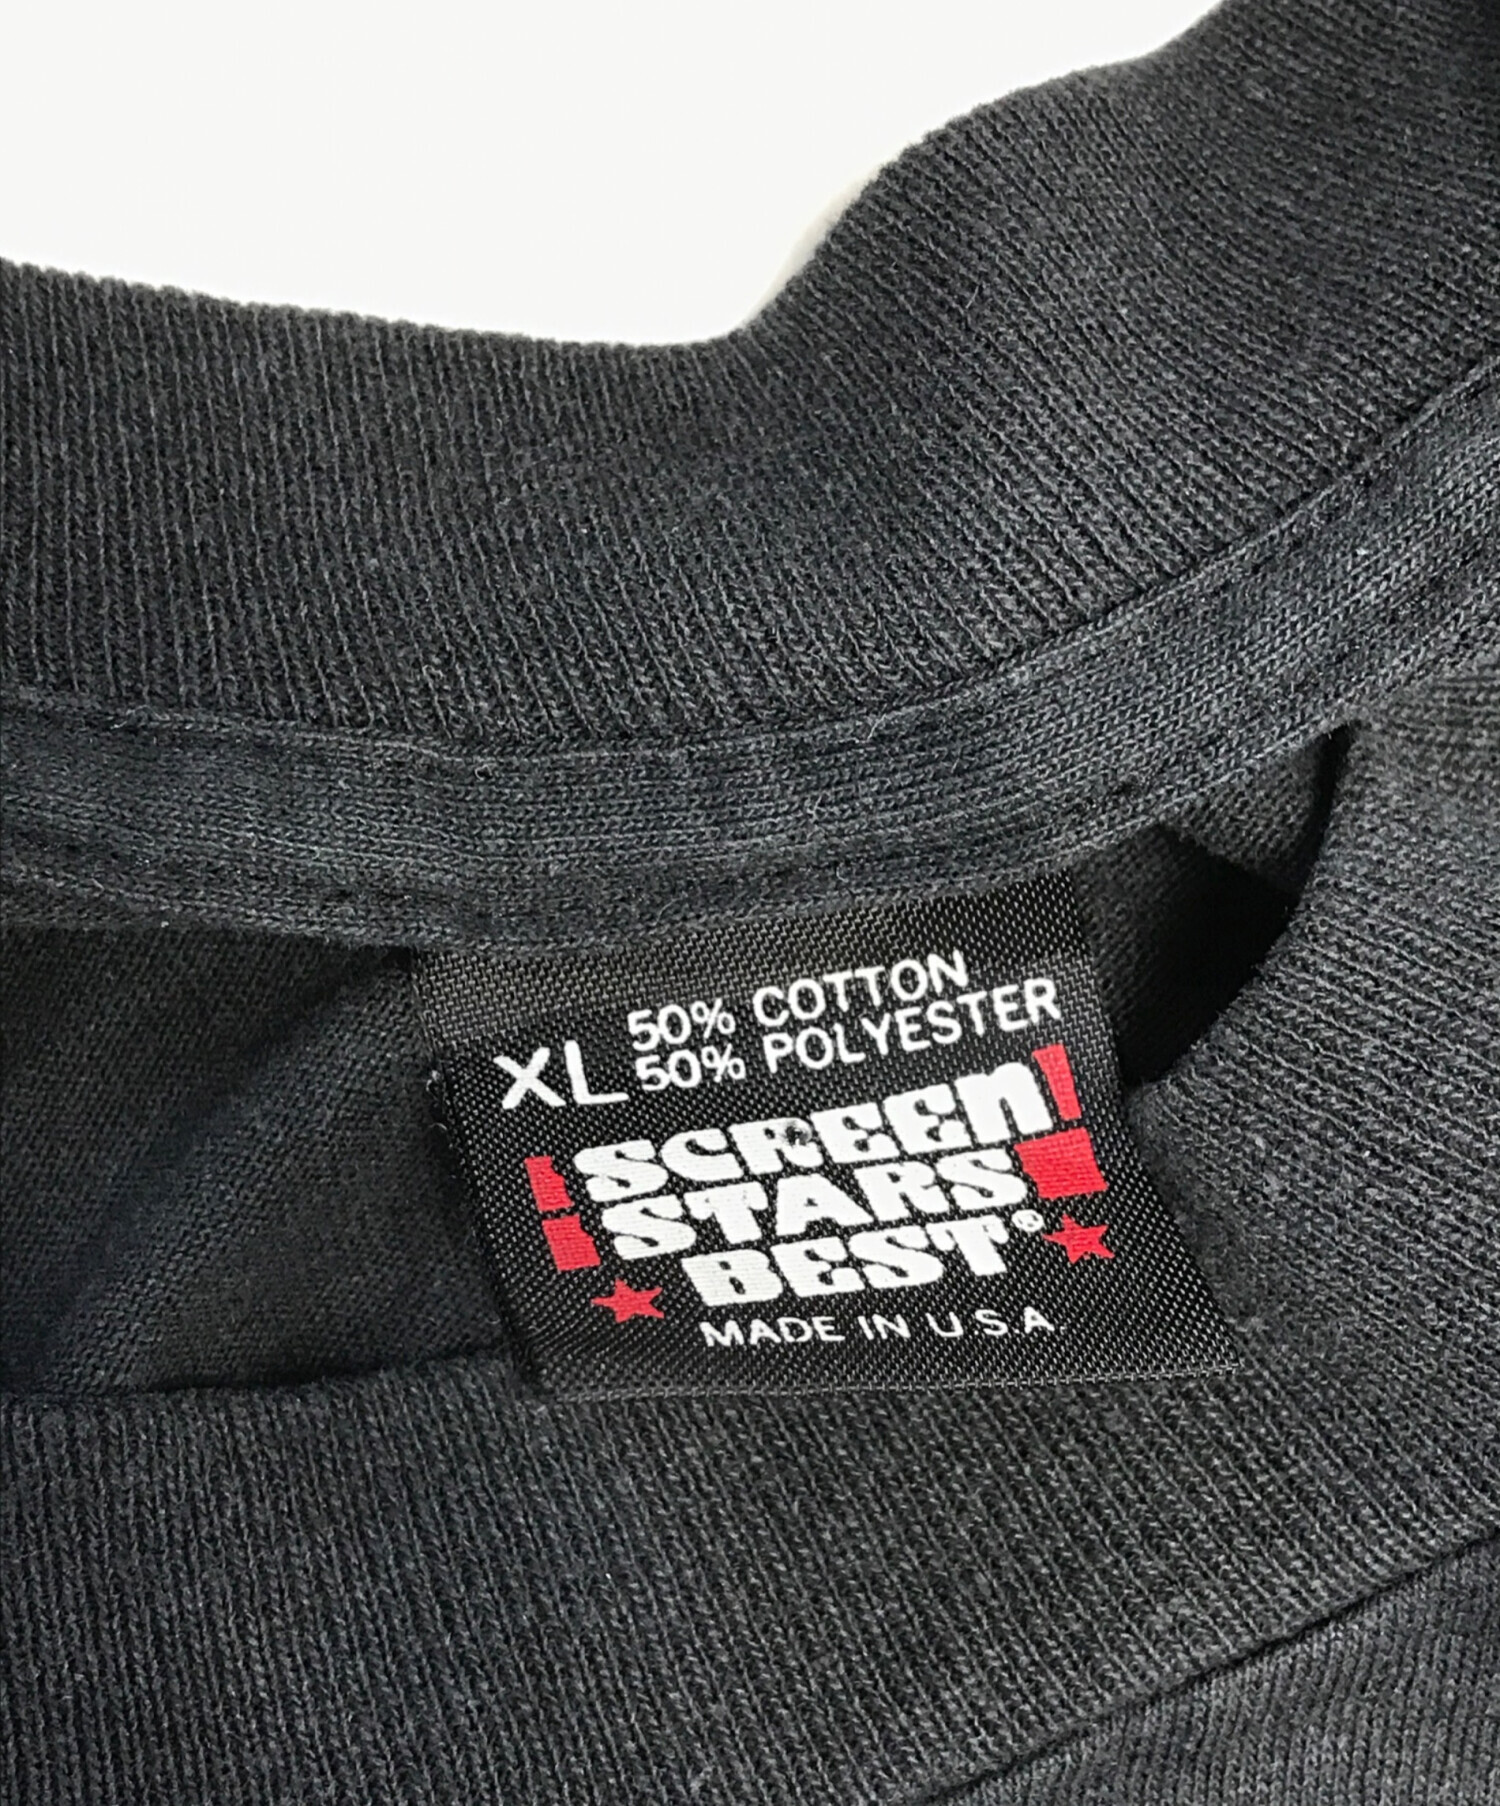 XL 50% COTTON
50% POLYESTER
SCREEN
STARS
BEST®
MADE IN U.S.A